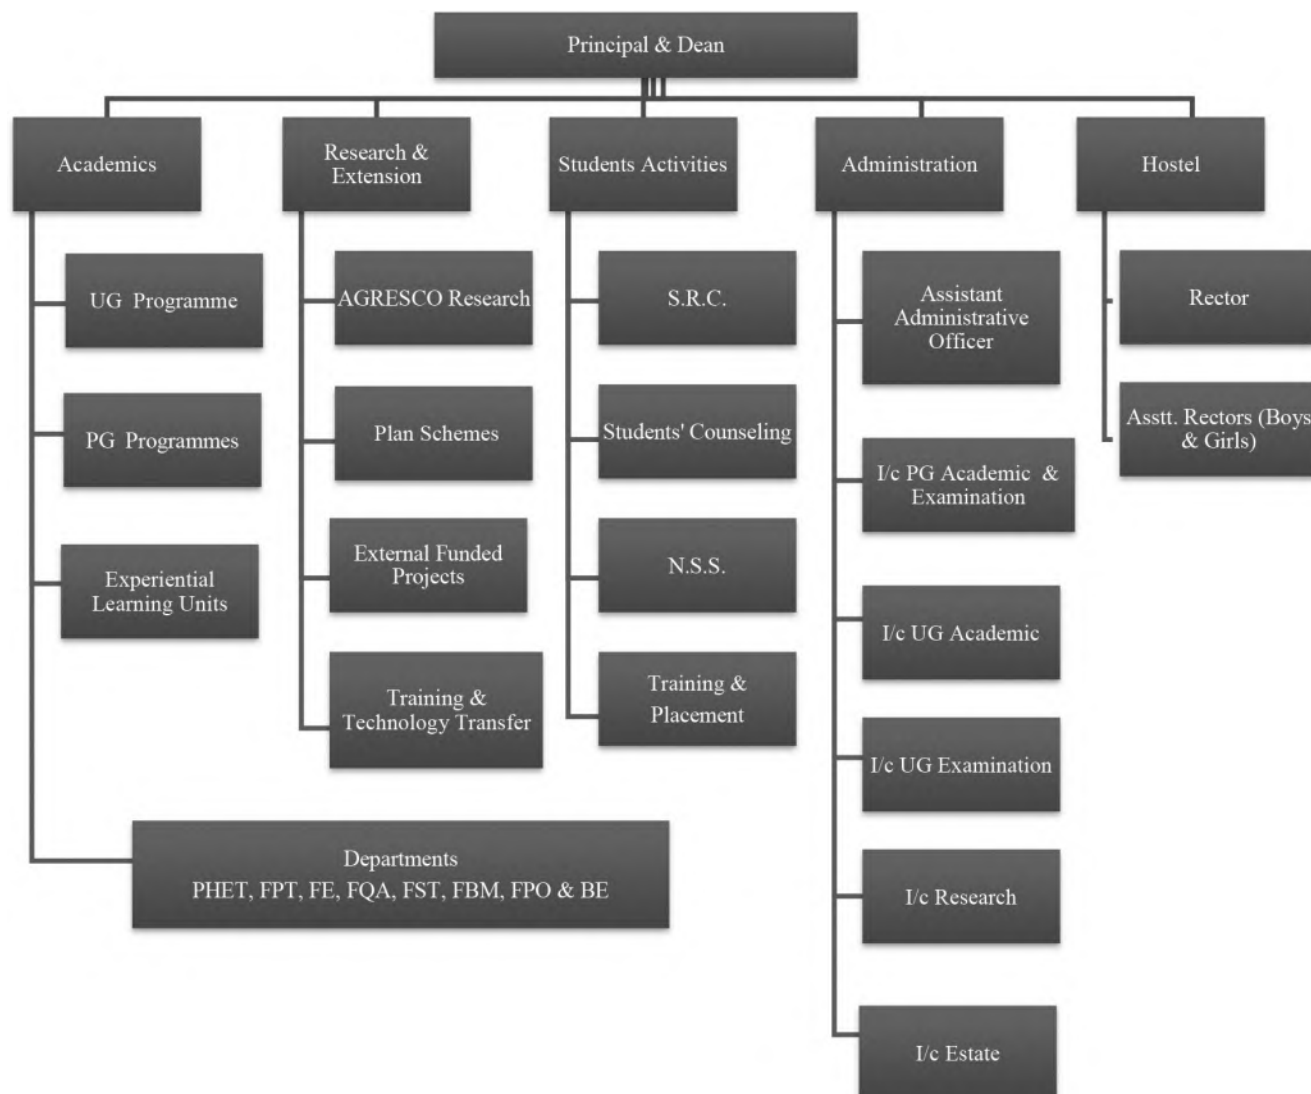 Principal & Dean
Academics
Research &
Extension
Students Activities
Administration
Hostel
UG Programme
PG Programmes
Experiential
Learning Units
Departments
PHET, FPT, FE, FQA, FST, FBM, FPO & BE
AGRESCO Research
Plan Schemes
External Funded
Projects
Training &
Technology Transfer
S.R.C.
Students' Counseling
N.S.S.
Training &
Placement
Assistant
Administrative
Officer
I/c PG Academic &
Examination
I/c UG Academic
I/c UG Examination
I/c Research
I/c Estate
Rector
Asstt. Rectors (Boys
& Girls)